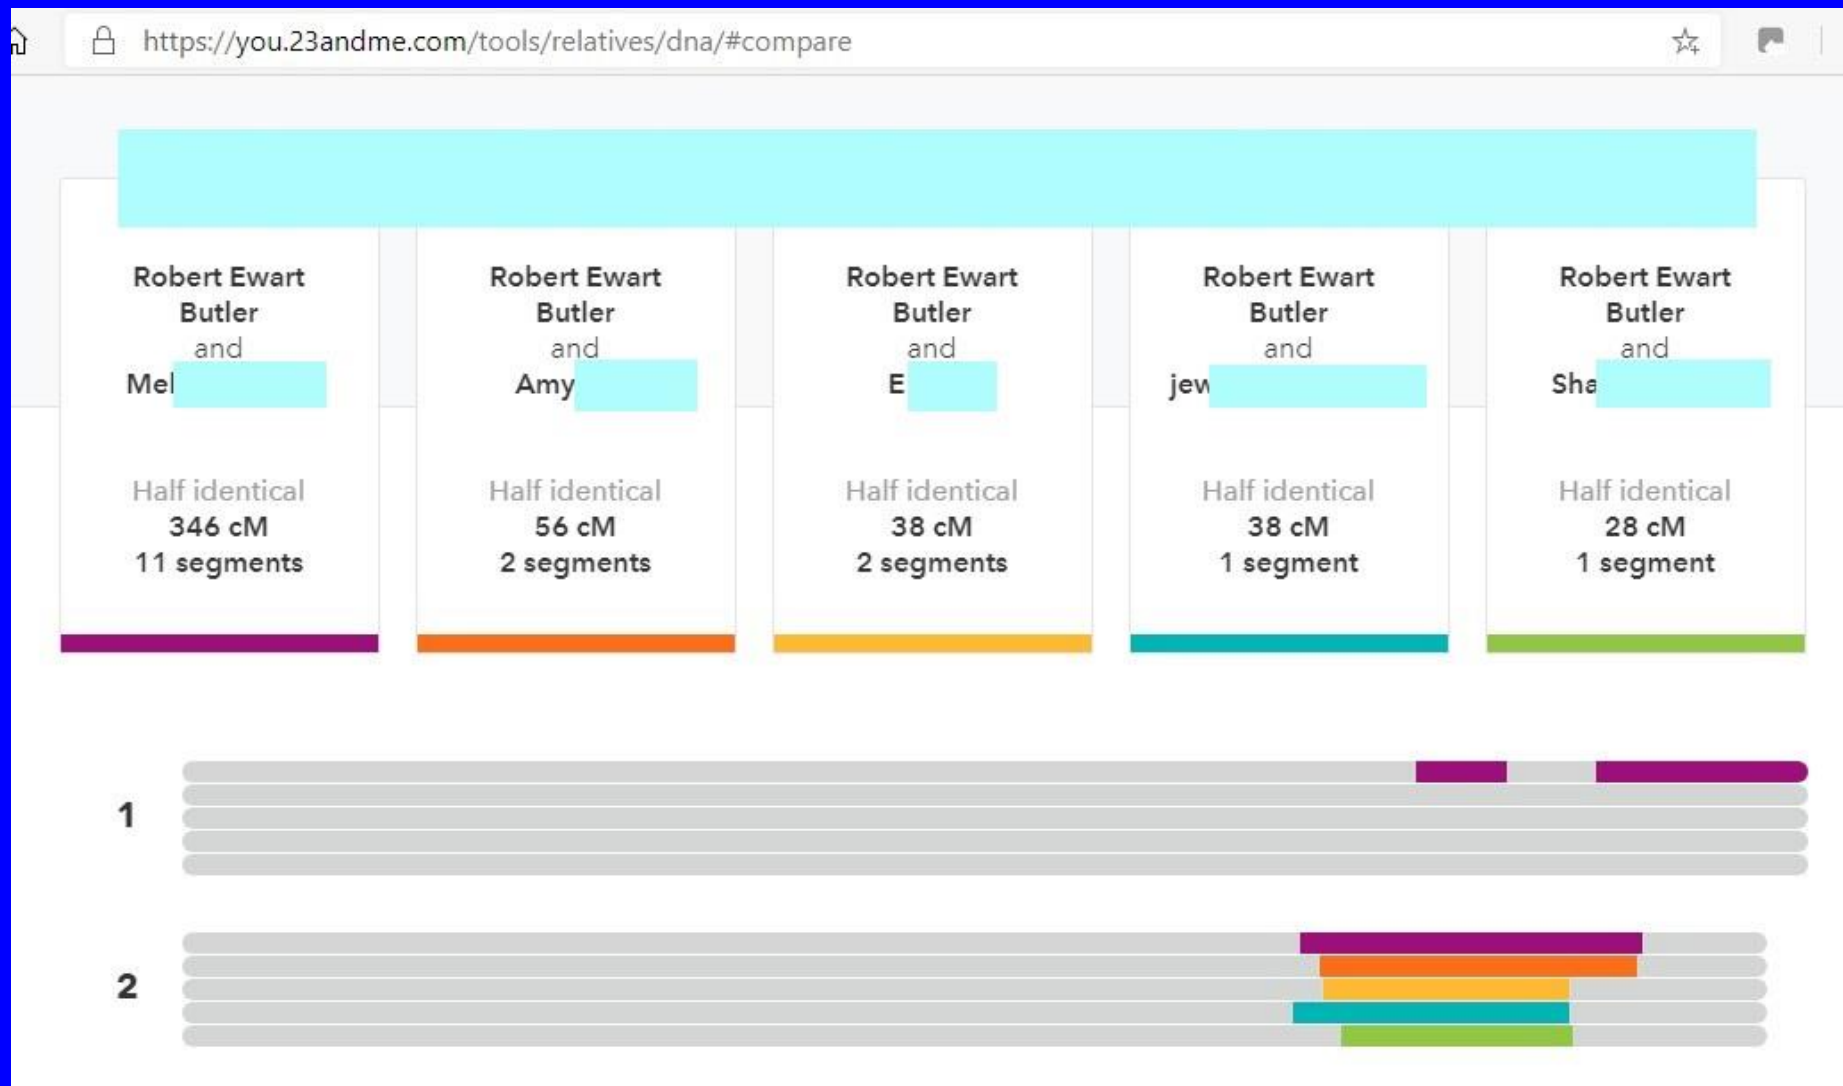 https://you.23andme.com/tools/relatives/dna/#compare
Robert Ewart
Butler
and
Mel
Half identical
346 cM
11 segments
Robert Ewart
Butler
and
Amy
Half identical
56 cM
2 segments
Robert Ewart
Butler
and
E
Half identical
38 cM
2 segments
Robert Ewart
Butler
and
jew
Half identical
38 cM
1 segment
Robert Ewart
Butler
and
Sha
Half identical
28 cM
1 segment
1
2